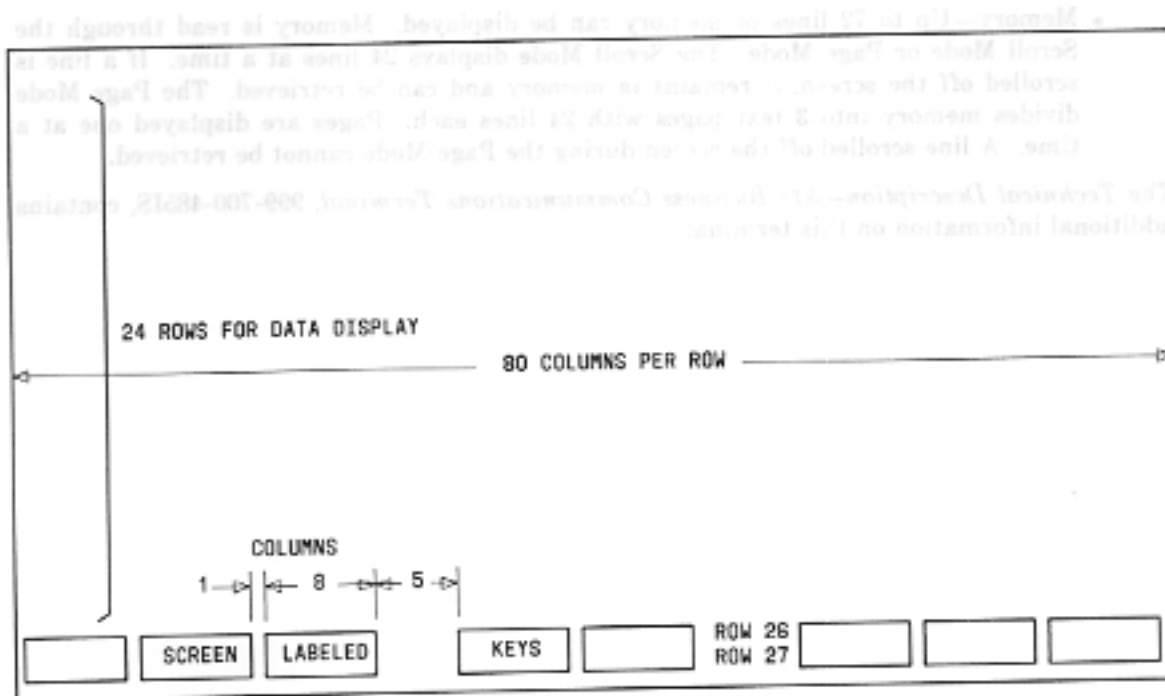 • Memory—Up to 72 lines of memory can be displayed. Memory is read through the
Scroll Mode or Page Mode. The Scroll Mode displays 24 lines at a time. If a line is
scrolled off the screen, it remains in memory and can be retrieved. The Page Mode
divides memory into 3 text pages with 24 lines each. Pages are displayed one at a
time. A line scrolled off the screen during the Page Mode cannot be retrieved.
The Technical Description— Business Communications Terminal, 999-700-485IS, contains
additional information on this terminal.
24 ROWS FOR DATA DISPLAY
80 COLUMNS PER ROW
COLUMNS
1 8 5
SCREEN LABELED KEYS ROW 26
ROW 27